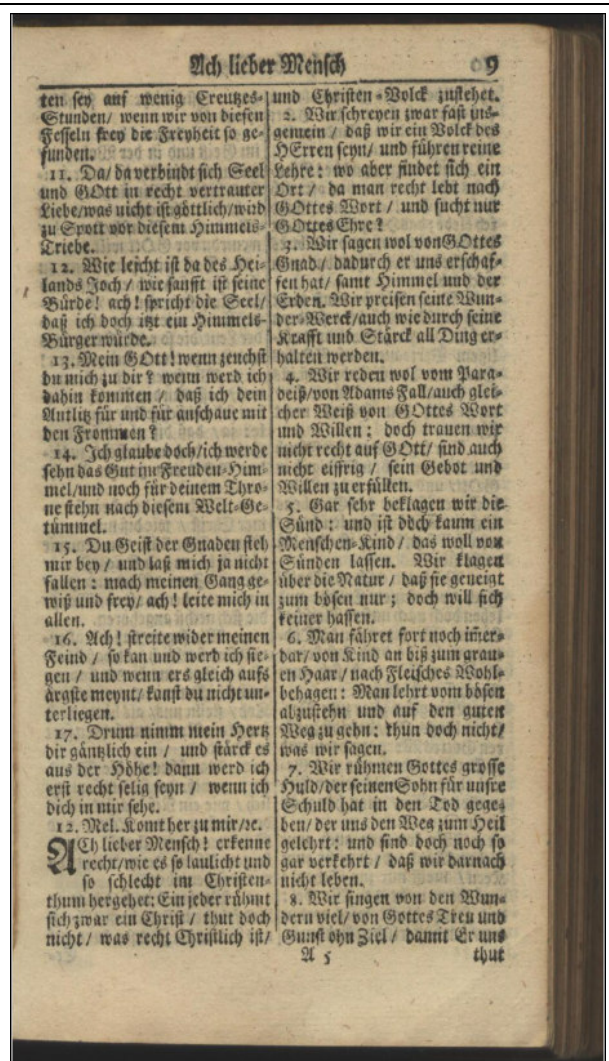 Ach lieber Mensch 9
ten sey auf wenig Creutzes-
Stunden/ wenn wir von diesen
Fesseln frey die Freyheit so ge-
funden.
11. Da/ da verbindt sich Seel
und GOtt in recht vertrauter
Liebe/was nicht ist göttlich/wird
zu Spott vor diesem Himmels-
Triebe.
12. Wie leicht ist da des Hei-
lands Joch / wie sanfft ist seine
Bürde! ach! spricht die Seel/
daß ich doch itzt ein Himmels-
Bürger würde.
13. Mein GOtt! wenn zeuchst
du mich zu dir? wenn werd ich
dahin kommen / daß ich dein
Antlitz für und für anschaue mit
den Frommen?
14. Ich glaube doch/ich werde
sehn das Gut im Freuden-Him-
mel/und noch für deinem Thro-
ne stehn nach diesem Welt-Ge-
tümmel.
15. Du Geist der Gnaden steh
mir bey / und laß mich ja nicht
fallen: mach meinen Gang ge-
wiß und frey/ ach! leite mich in
allen.
16. Ach! streite wider meinen
Feind / so kan und werd ich sie-
gen / und wenn ers gleich aufs
ärgste meynt/ kanst du nicht un-
terliegen.
17. Drum nimm mein Hertz
dir gäntzlich ein / und stärck es
aus der Höhe! dann werd ich
erst recht selig seyn / wenn ich
dich in mir sehe.
12. Mel. Komt her zu mir/ꝛc.
ACh lieber Mensch! erkenne
recht/wie es so laulicht und
so schlecht im Christen-
thum hergehet: Ein jeder rühmt
sich zwar ein Christ / thut doch
nicht / was recht Christlich ist/
und Christen-Volck zustehet.
2. Wir schreyen zwar fast ins-
gemein / daß wir ein Volck des
HErren seyn/ und führen reine
Lehre: wo aber findet sich ein
Ort / da man recht lebt nach
GOttes Wort / und sucht nur
GOttes Ehre?
3. Wir sagen wol von GOttes
Gnad / dadurch er uns erschaf-
fen hat/ samt Himmel und der
Erden. Wir preisen seine Wun-
der-Werck/auch wie durch seine
Krafft und Stärck all Ding er-
halten werden.
4. Wir reden wol vom Para-
deiß/von Adams Fall/auch glei-
cher Weiß von GOttes Wort
und Willen: doch trauen wir
nicht recht auf GOtt/ sind auch
nicht eiffrig / sein Gebot und
Willen zu erfüllen.
5. Gar sehr beklagen wir die
Sünd: und ist doch kaum ein
Menschen-Kind / das woll von
Sünden lassen. Wir klagen
über die Natur / daß sie geneigt
zum bösen nur; doch will sich
keiner hassen.
6. Man fähret fort noch im̃er-
dar/von Kind an biß zum grau-
en Haar / nach Fleisches Wohl-
behagen: Man lehrt vom bösen
abzustehn und auf den guten
Weg zu gehn: thun doch nicht/
was wir sagen.
7. Wir rühmen Gottes grosse
Huld/der seinen Sohn für unsre
Schuld hat in den Tod gege-
ben/ der uns den Weg zum Heil
gelehrt: und sind doch noch so
gar verkehrt / daß wir darnach
nicht leben.
8. Wir singen von den Wun-
dern viel/ von Gottes Treu und
Gunst ohn Ziel / damit Er uns
A 5 thut